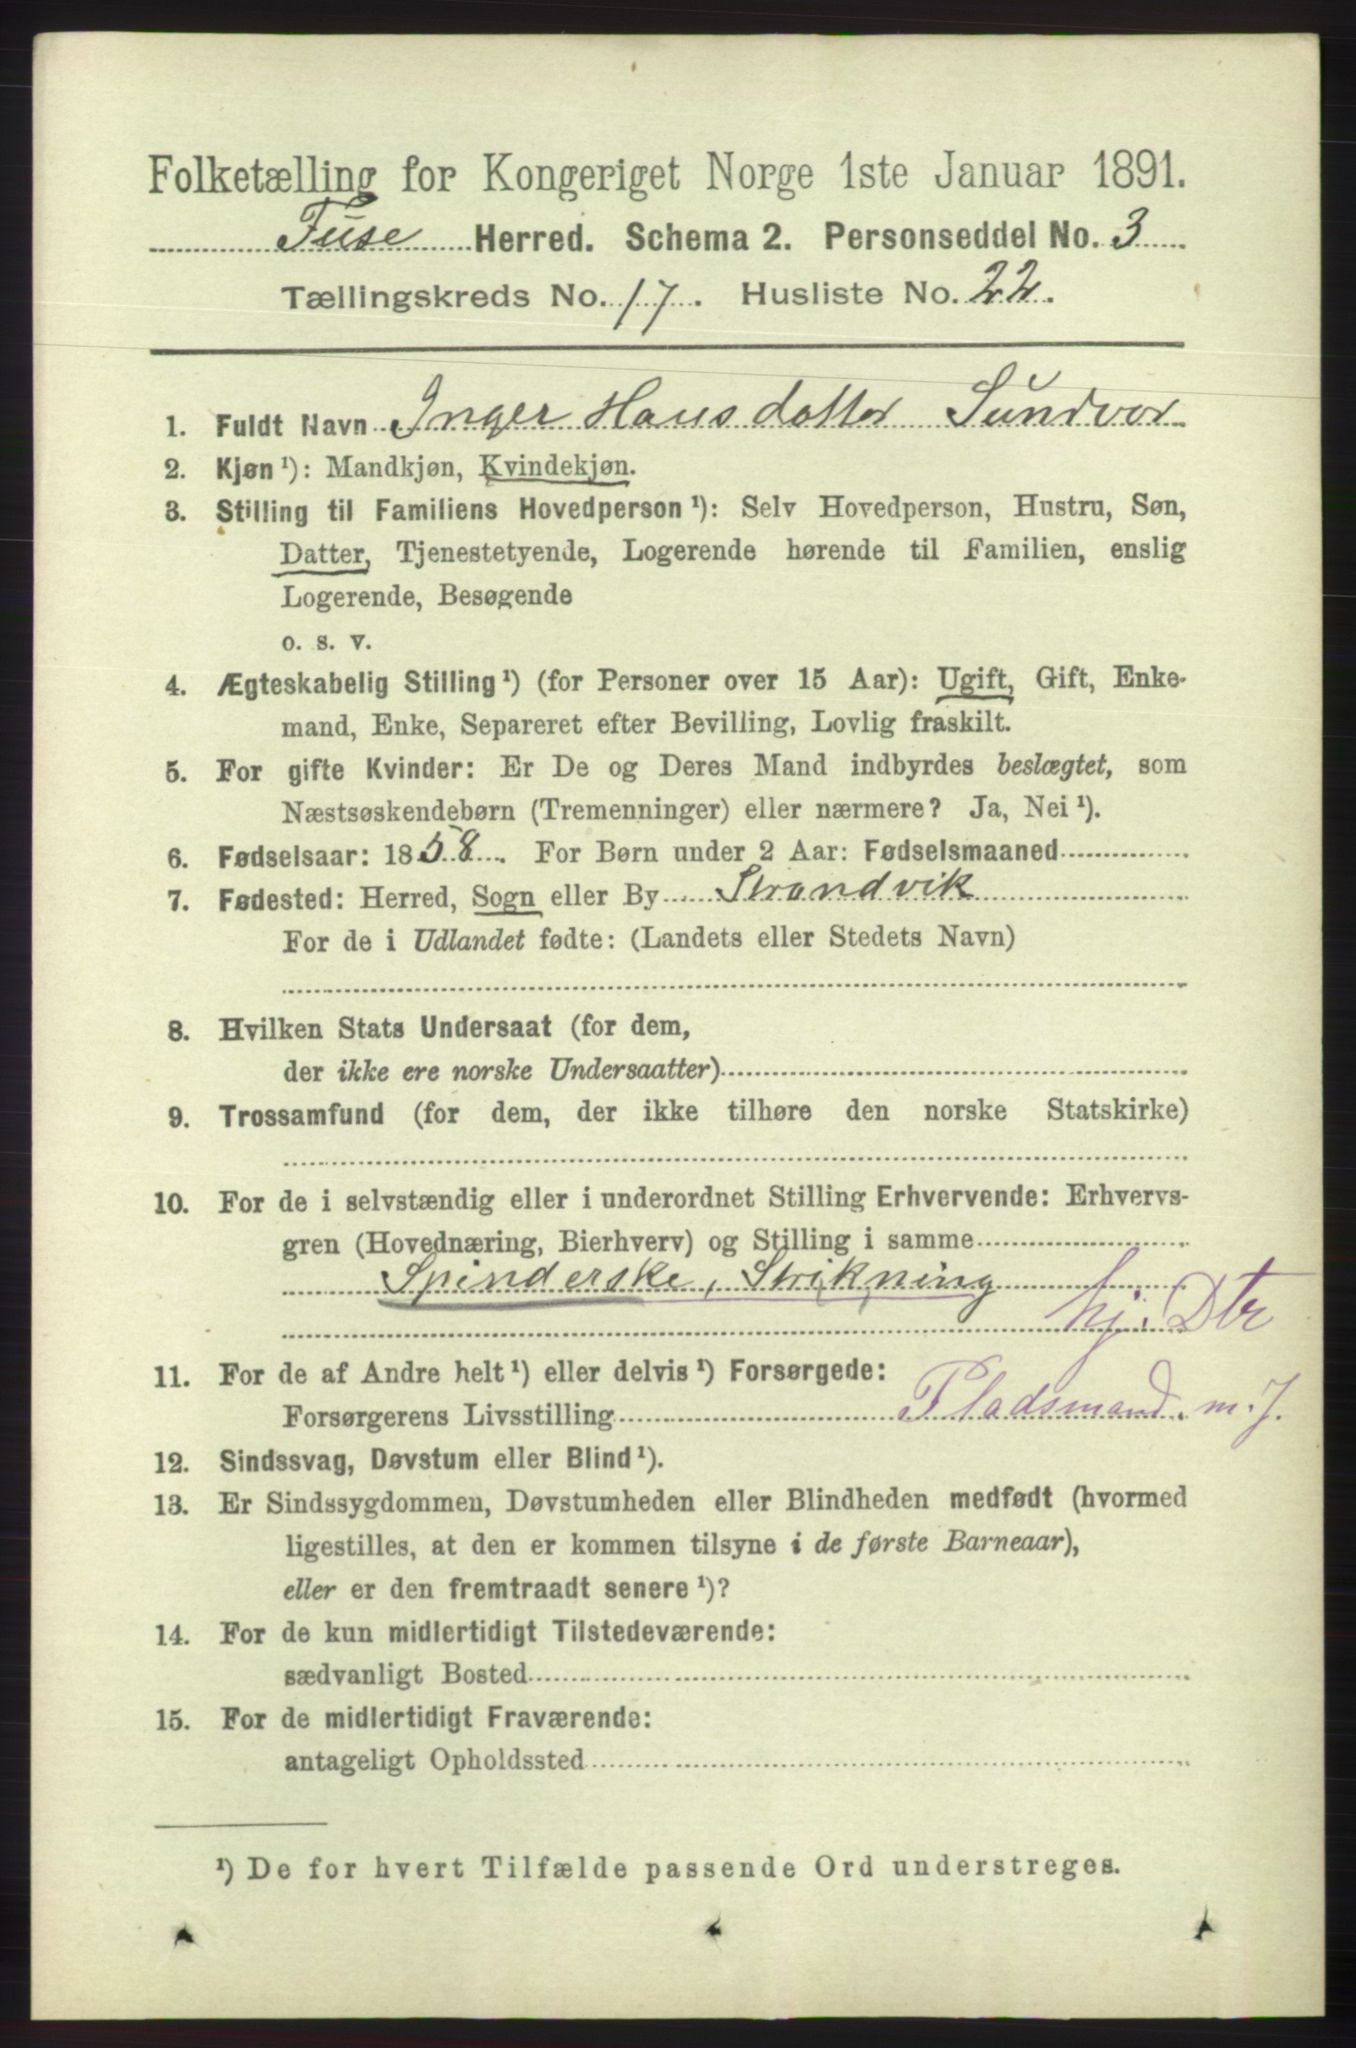 Folketælling for Kongeriget Norge 1ste Januar 1891.
Fuse Herred. Schema 2. Personseddel No. 3
Tællingskreds No. 17. Husliste No. 22.
1. Fuldt Navn Inger Hansdatter Sundvor
2. Kjøn ¹): Mandkjøn, Kvindekjøn.
3. Stilling til Familiens Hovedperson ¹): Selv Hovedperson, Hustru, Søn,
Datter, Tjenestetyende, Logerende hørende til Familien, enslig
Logerende, Besøgende
o. s. v.
4. Ægteskabelig Stilling ¹) (for Personer over 15 Aar): Ugift, Gift, Enke-
mand, Enke, Separeret efter Bevilling, Lovlig fraskilt.
5. For gifte Kvinder: Er De og Deres Mand indbyrdes beslægtet, som
Næstsøskendebørn (Tremenninger) eller nærmere? Ja, Nei ¹).
6. Fødselsaar: 1858. For Børn under 2 Aar: Fødselsmaaned
7. Fødested: Herred, Sogn eller By Strandvik
For de i Udlandet fødte: (Landets eller Stedets Navn)
8. Hvilken Stats Undersaat (for dem,
der ikke ere norske Undersaatter)
9. Trossamfund (for dem, der ikke tilhøre den norske Statskirke)
10. For de i selvstændig eller i underordnet Stilling Erhvervende: Erhvervs-
gren (Hovednæring, Bierhverv) og Stilling i samme
Spinderske, Strikning
hj. Dtr
11. For de af Andre helt ¹) eller delvis ¹) Forsørgede:
Forsørgerens Livsstilling Pladsmand. m. J.
12. Sindssvag, Døvstum eller Blind ¹).
13. Er Sindssygdommen, Døvstumheden eller Blindheden medfødt (hvormed
ligestilles, at den er kommen tilsyne i de første Barneaar),
eller er den fremtraadt senere ¹)?
14. For de kun midlertidigt Tilstedeværende:
sædvanligt Bosted
15. For de midlertidigt Fraværende:
antageligt Opholdssted
¹) De for hvert Tilfælde passende Ord understreges.